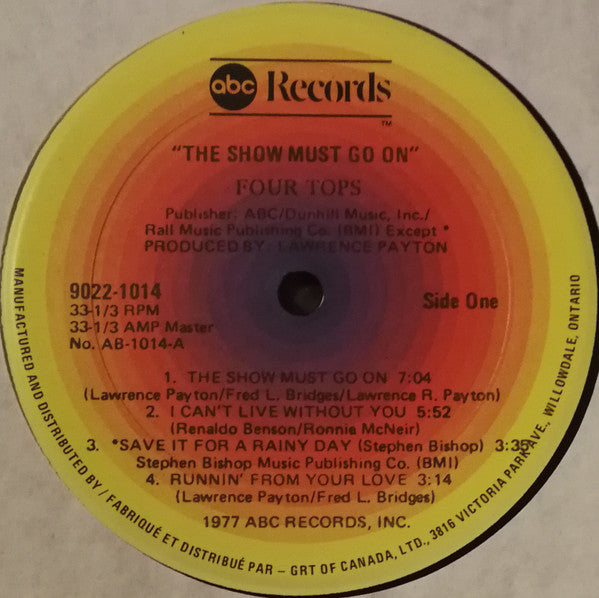 abc Records
TM
"THE SHOW MUST GO ON"
FOUR TOPS
Publisher: ABC/Dunhill Music, Inc./
Rall Music Publishing Co. (BMI) Except *
PRODUCED BY: LAWRENCE PAYTON
9022-1014
33-1/3 RPM
33-1/3 AMP Master
No. AB-1014-A
Side One
1. THE SHOW MUST GO ON 7:04
(Lawrence Payton/Fred L. Bridges/Lawrence R. Payton)
2. I CAN'T LIVE WITHOUT YOU 5:52
(Renaldo Benson/Ronnie McNeir)
3. *SAVE IT FOR A RAINY DAY (Stephen Bishop) 3:35
Stephen Bishop Music Publishing Co. (BMI)
4. RUNNIN' FROM YOUR LOVE 3:14
(Lawrence Payton/Fred L. Bridges)
1977 ABC RECORDS, INC.
MANUFACTURED AND DISTRIBUTED BY / FABRIQUÉ ET DISTRIBUÉ PAR – GRT OF CANADA, LTD., 3816 VICTORIA PARK AVE., WILLOWDALE, ONTARIO